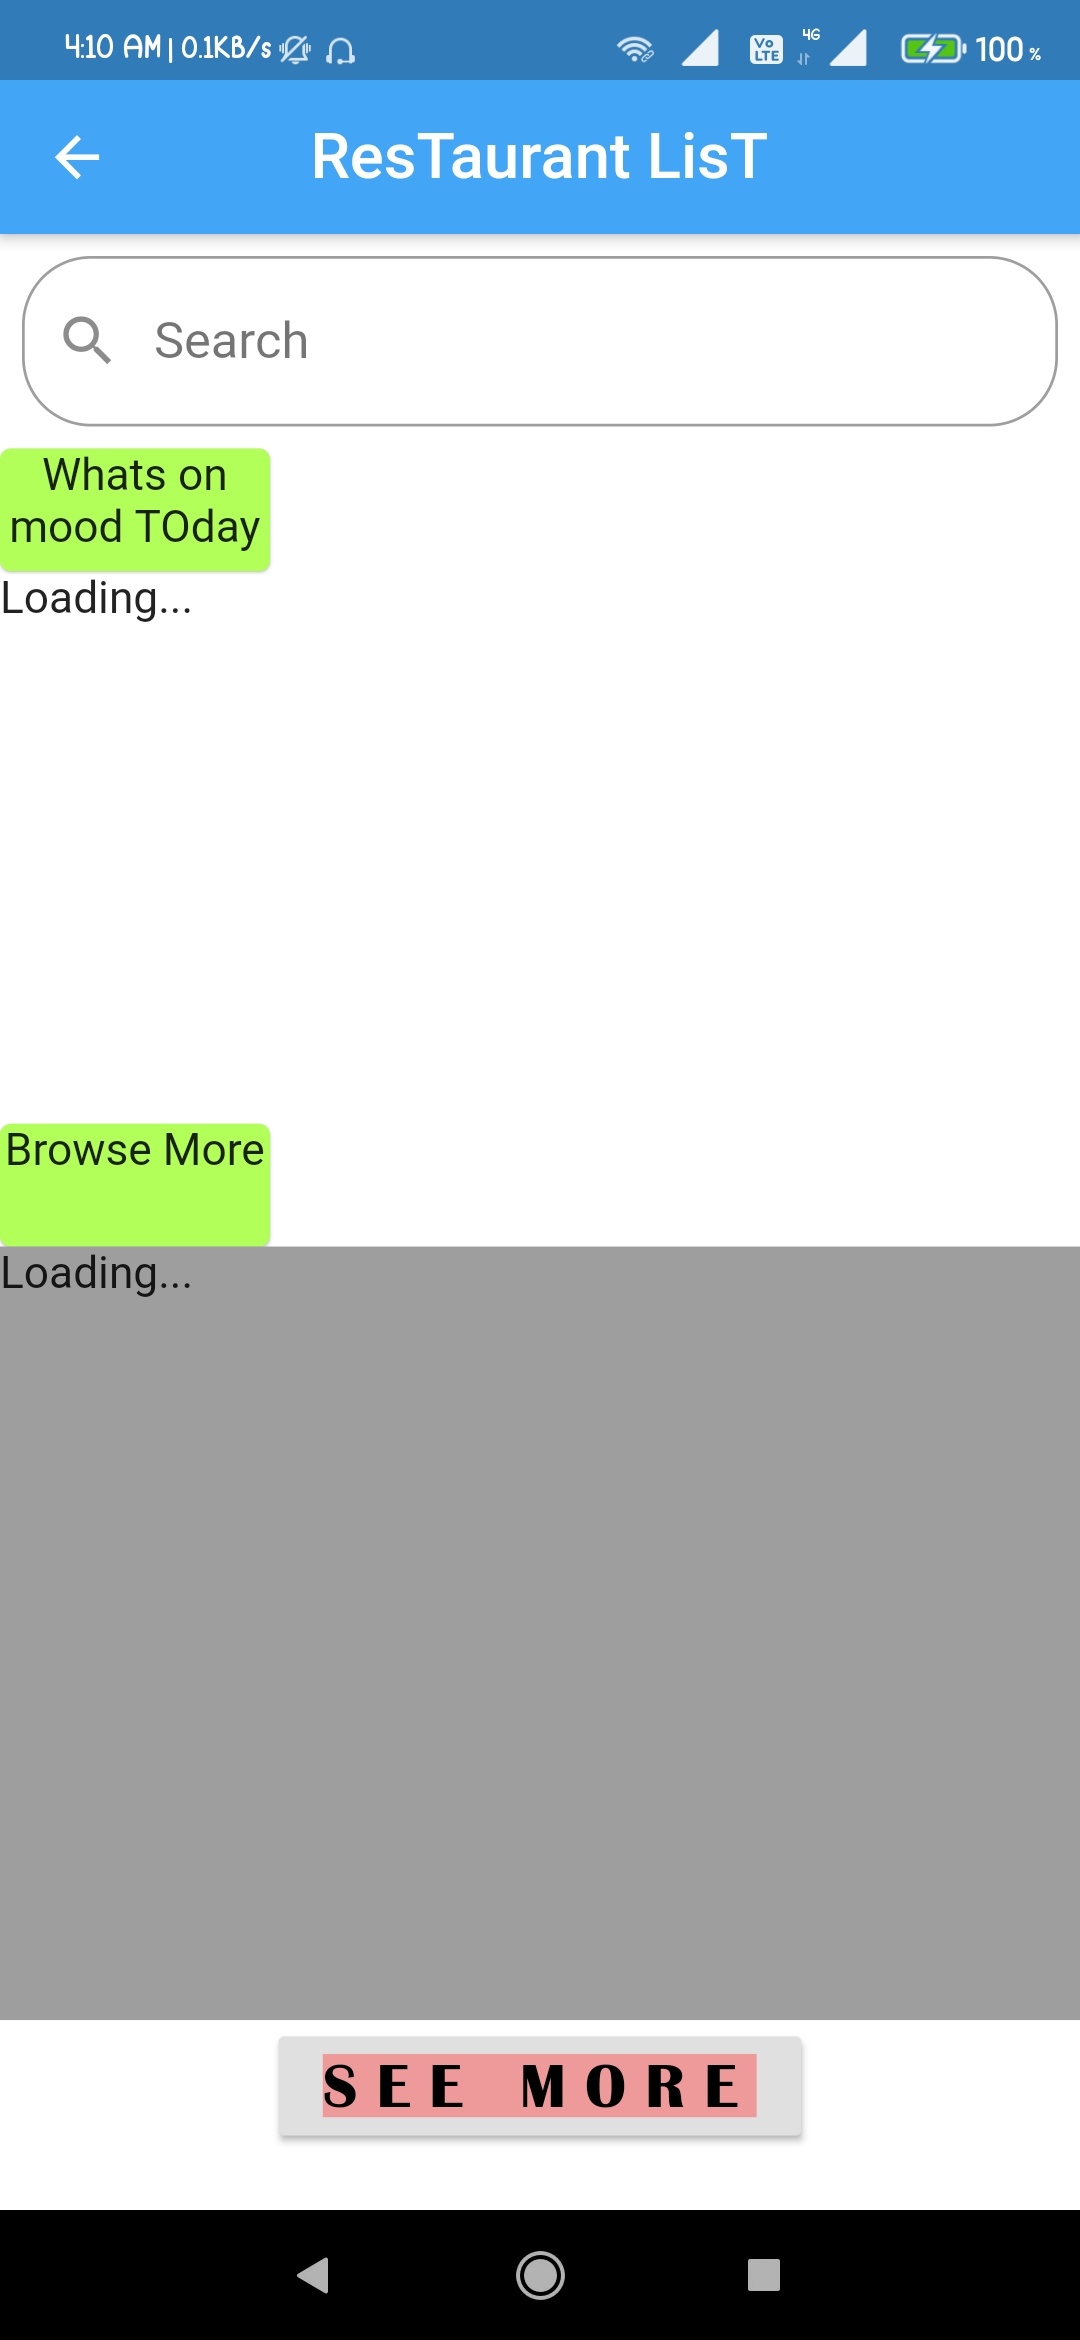 4:10 AM | 0.1KB/s
Vo LTE
4G
100 %
ResTaurant LisT
Search
Whats on
mood TOday
Loading...
Browse More
Loading...
SEE MORE